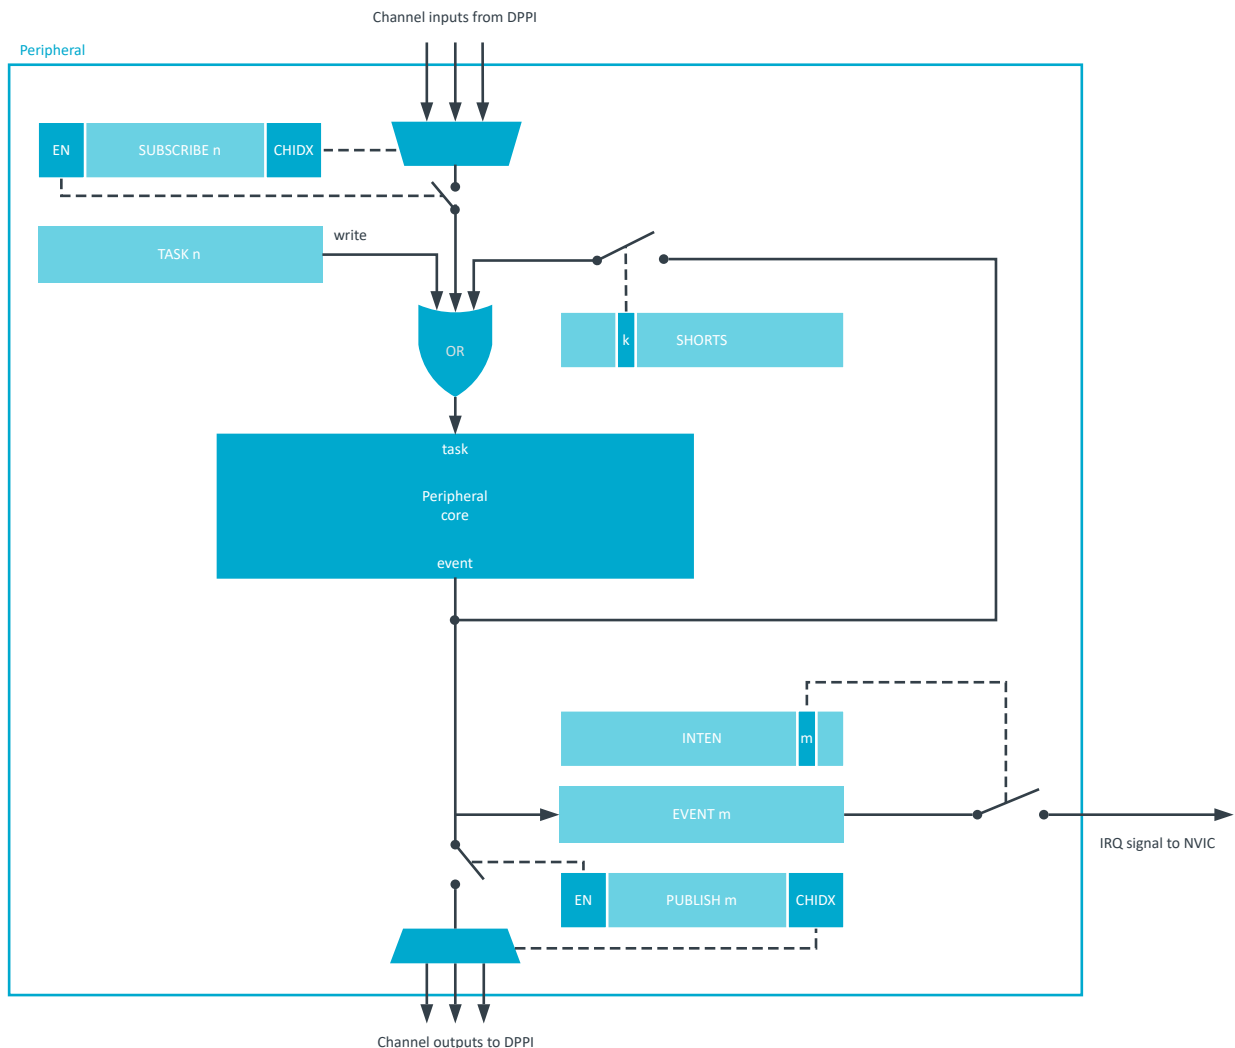 Channel inputs from DPPI
Peripheral
EN
SUBSCRIBE n
CHIDX
write
TASK n
k
SHORTS
OR
task
Peripheral
core
event
INTEN
m
EVENT m
IRQ signal to NVIC
EN
PUBLISH m
CHIDX
Channel outputs to DPPI